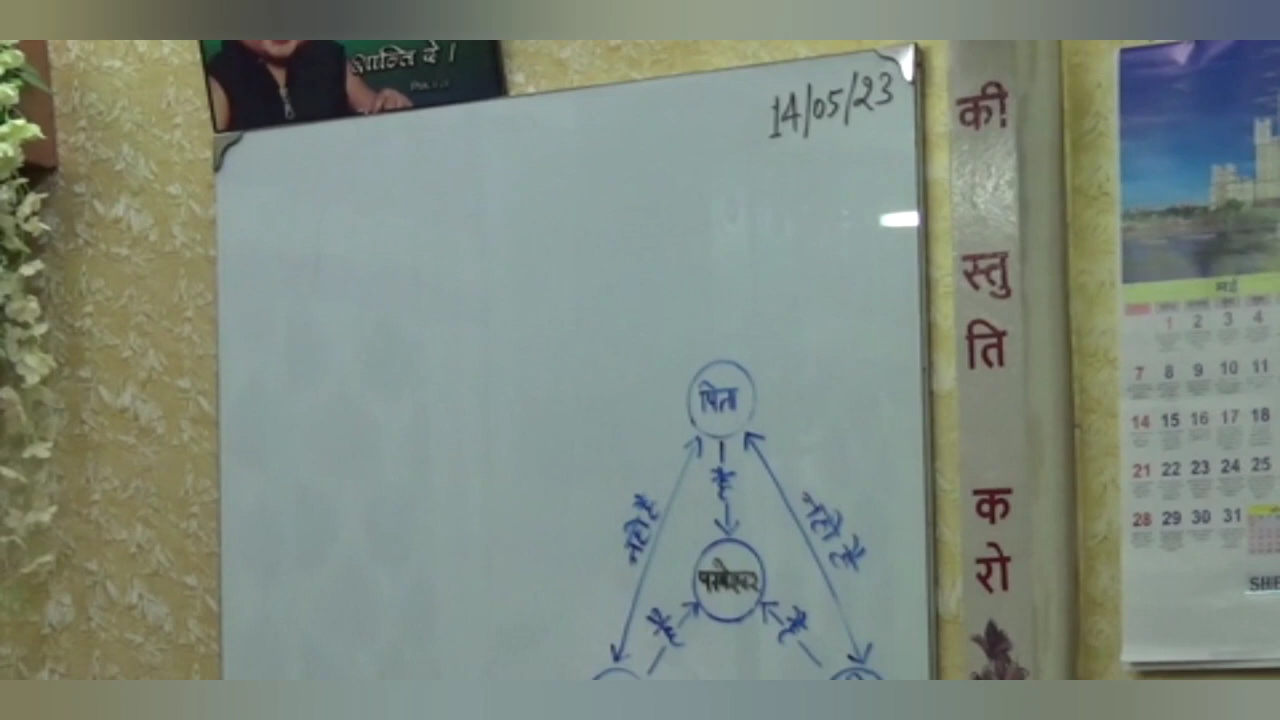 शान्ति दे।
14/05/23
पिता
है
नहीं है
नहीं है
परमेश्वर
है
है
की
स्तु
ति
क
रो
मई
1 2 3 4
7 8 9 10 11
14 15 16 17 18
21 22 23 24 25
28 29 30 31